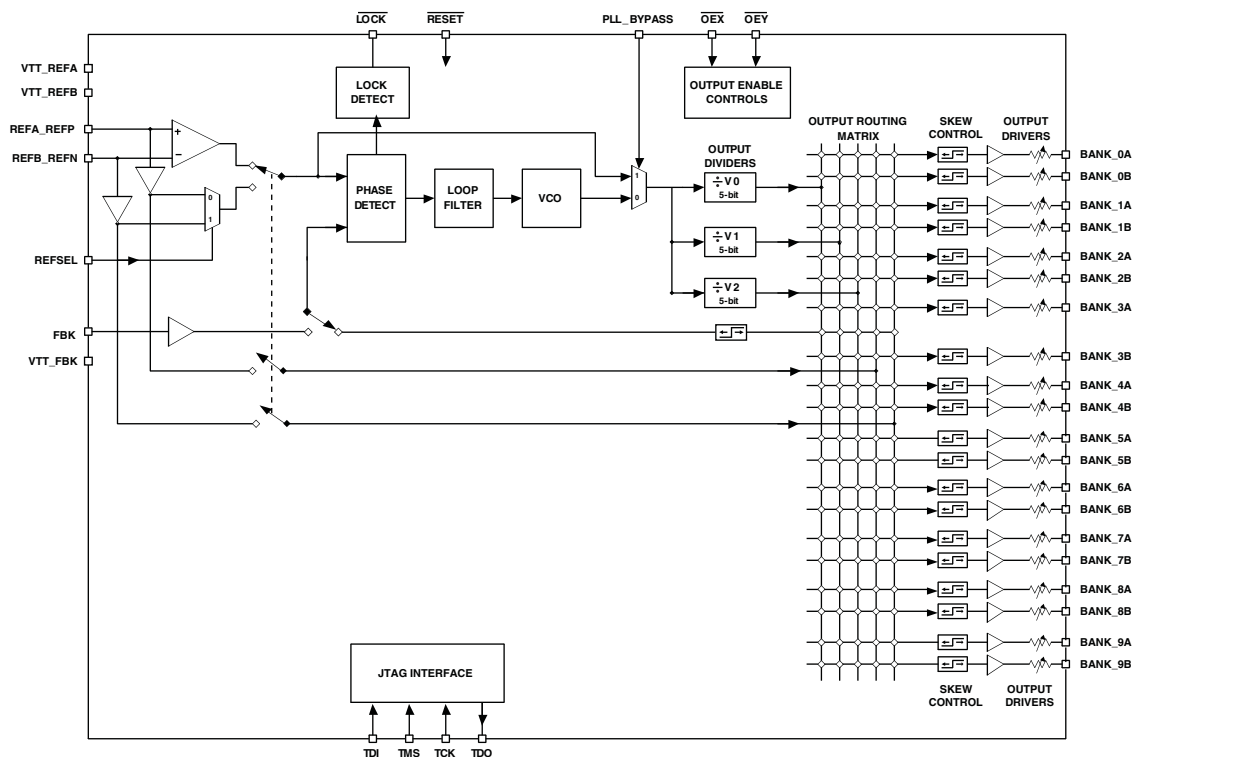 LOCK
RESET
PLL_BYPASS
OEX
OEY
VTT_REFA
VTT_REFB
REFA_REFP
REFB_REFN
REFSEL
FBK
VTT_FBK
+
−
0
1
LOCK
DETECT
PHASE
DETECT
LOOP
FILTER
VCO
1
0
OUTPUT ENABLE
CONTROLS
OUTPUT
DIVIDERS
÷V0
5-bit
÷V1
5-bit
÷V2
5-bit
OUTPUT ROUTING
MATRIX
SKEW
CONTROL
OUTPUT
DRIVERS
BANK_0A
BANK_0B
BANK_1A
BANK_1B
BANK_2A
BANK_2B
BANK_3A
BANK_3B
BANK_4A
BANK_4B
BANK_5A
BANK_5B
BANK_6A
BANK_6B
BANK_7A
BANK_7B
BANK_8A
BANK_8B
BANK_9A
BANK_9B
SKEW
CONTROL
OUTPUT
DRIVERS
JTAG INTERFACE
TDI
TMS
TCK
TDO